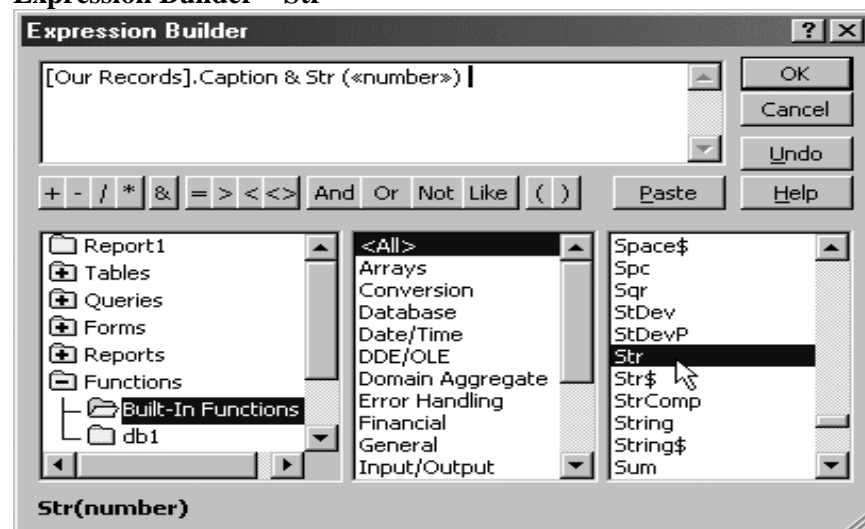 Expression Builder – Str
Expression Builder
[Our Records].Caption & Str («number»)
OK
Cancel
Undo
+ - / * & = > < <> And Or Not Like ( ) Paste Help
Report1
Tables
Queries
Forms
Reports
Functions
Built-In Functions
db1
<All>
Arrays
Conversion
Database
Date/Time
DDE/OLE
Domain Aggregate
Error Handling
Financial
General
Input/Output
Space$
Spc
Sqr
StDev
StDevP
Str
Str$
StrComp
String
String$
Sum
Str(number)